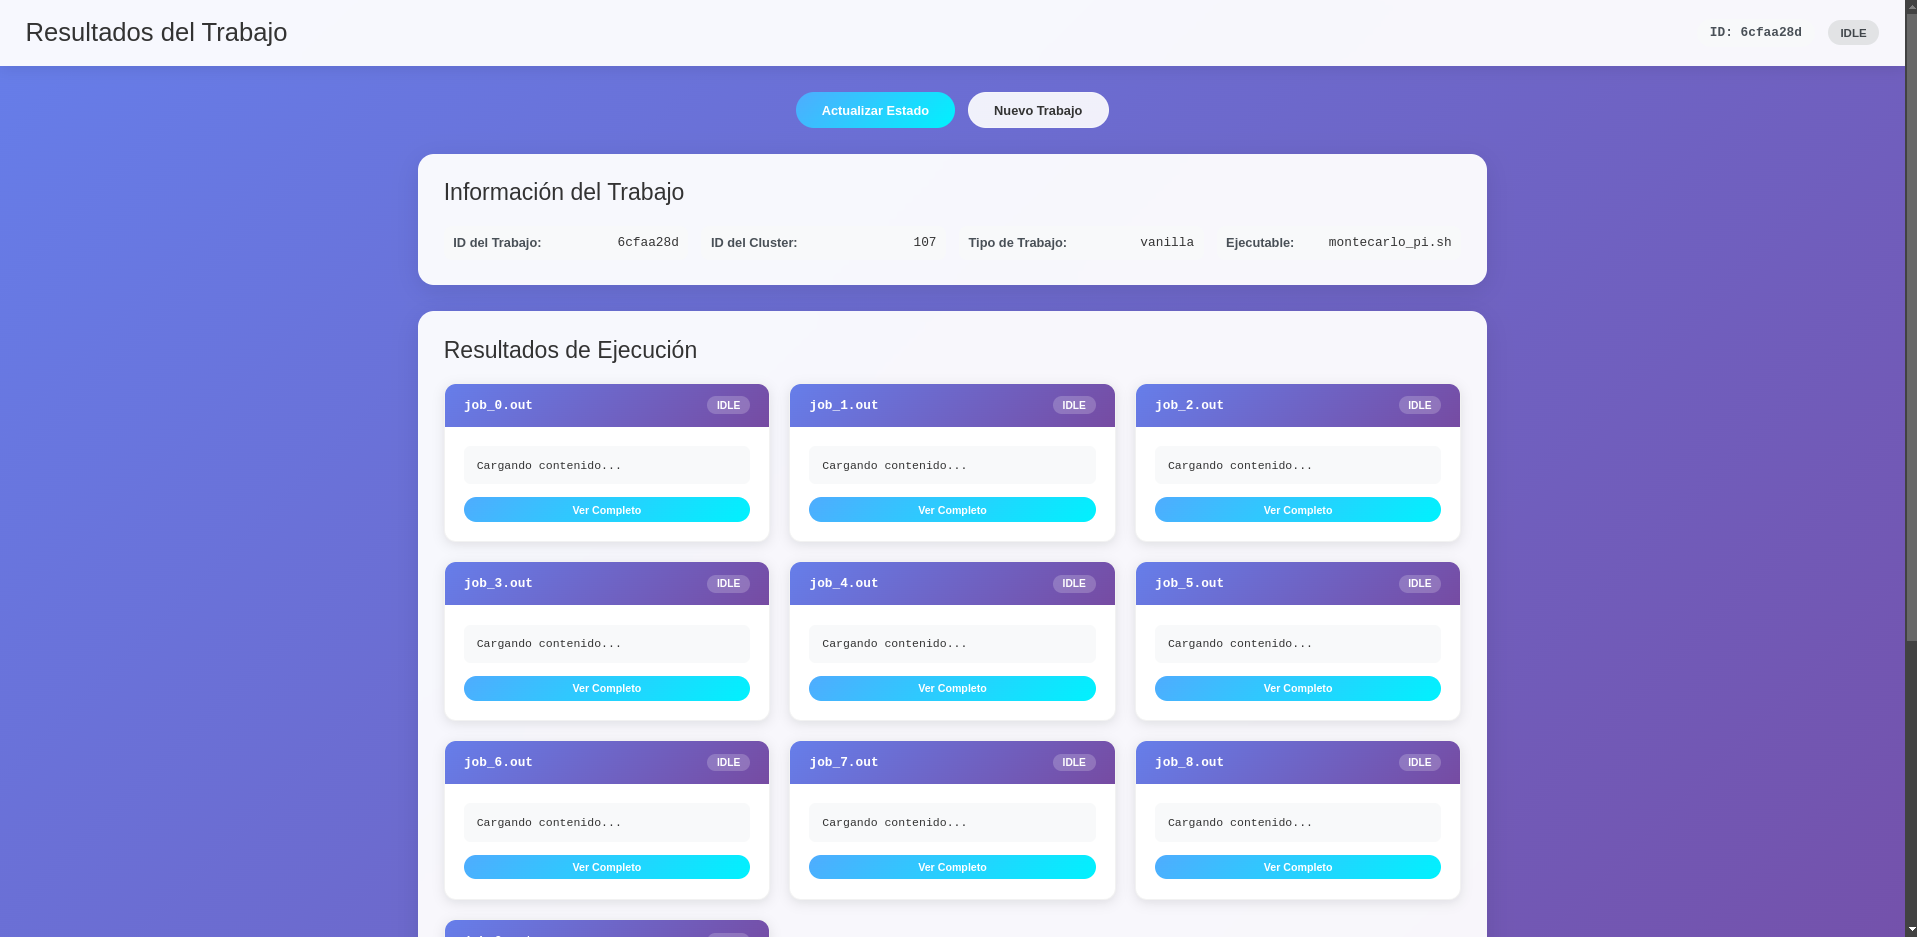 Resultados del Trabajo
ID: 6cfaa28d
IDLE
Actualizar Estado
Nuevo Trabajo
Información del Trabajo
ID del Trabajo: 6cfaa28d
ID del Cluster: 107
Tipo de Trabajo: vanilla
Ejecutable: montecarlo_pi.sh
Resultados de Ejecución
job_0.out IDLE
Cargando contenido...
Ver Completo
job_1.out IDLE
Cargando contenido...
Ver Completo
job_2.out IDLE
Cargando contenido...
Ver Completo
job_3.out IDLE
Cargando contenido...
Ver Completo
job_4.out IDLE
Cargando contenido...
Ver Completo
job_5.out IDLE
Cargando contenido...
Ver Completo
job_6.out IDLE
Cargando contenido...
Ver Completo
job_7.out IDLE
Cargando contenido...
Ver Completo
job_8.out IDLE
Cargando contenido...
Ver Completo